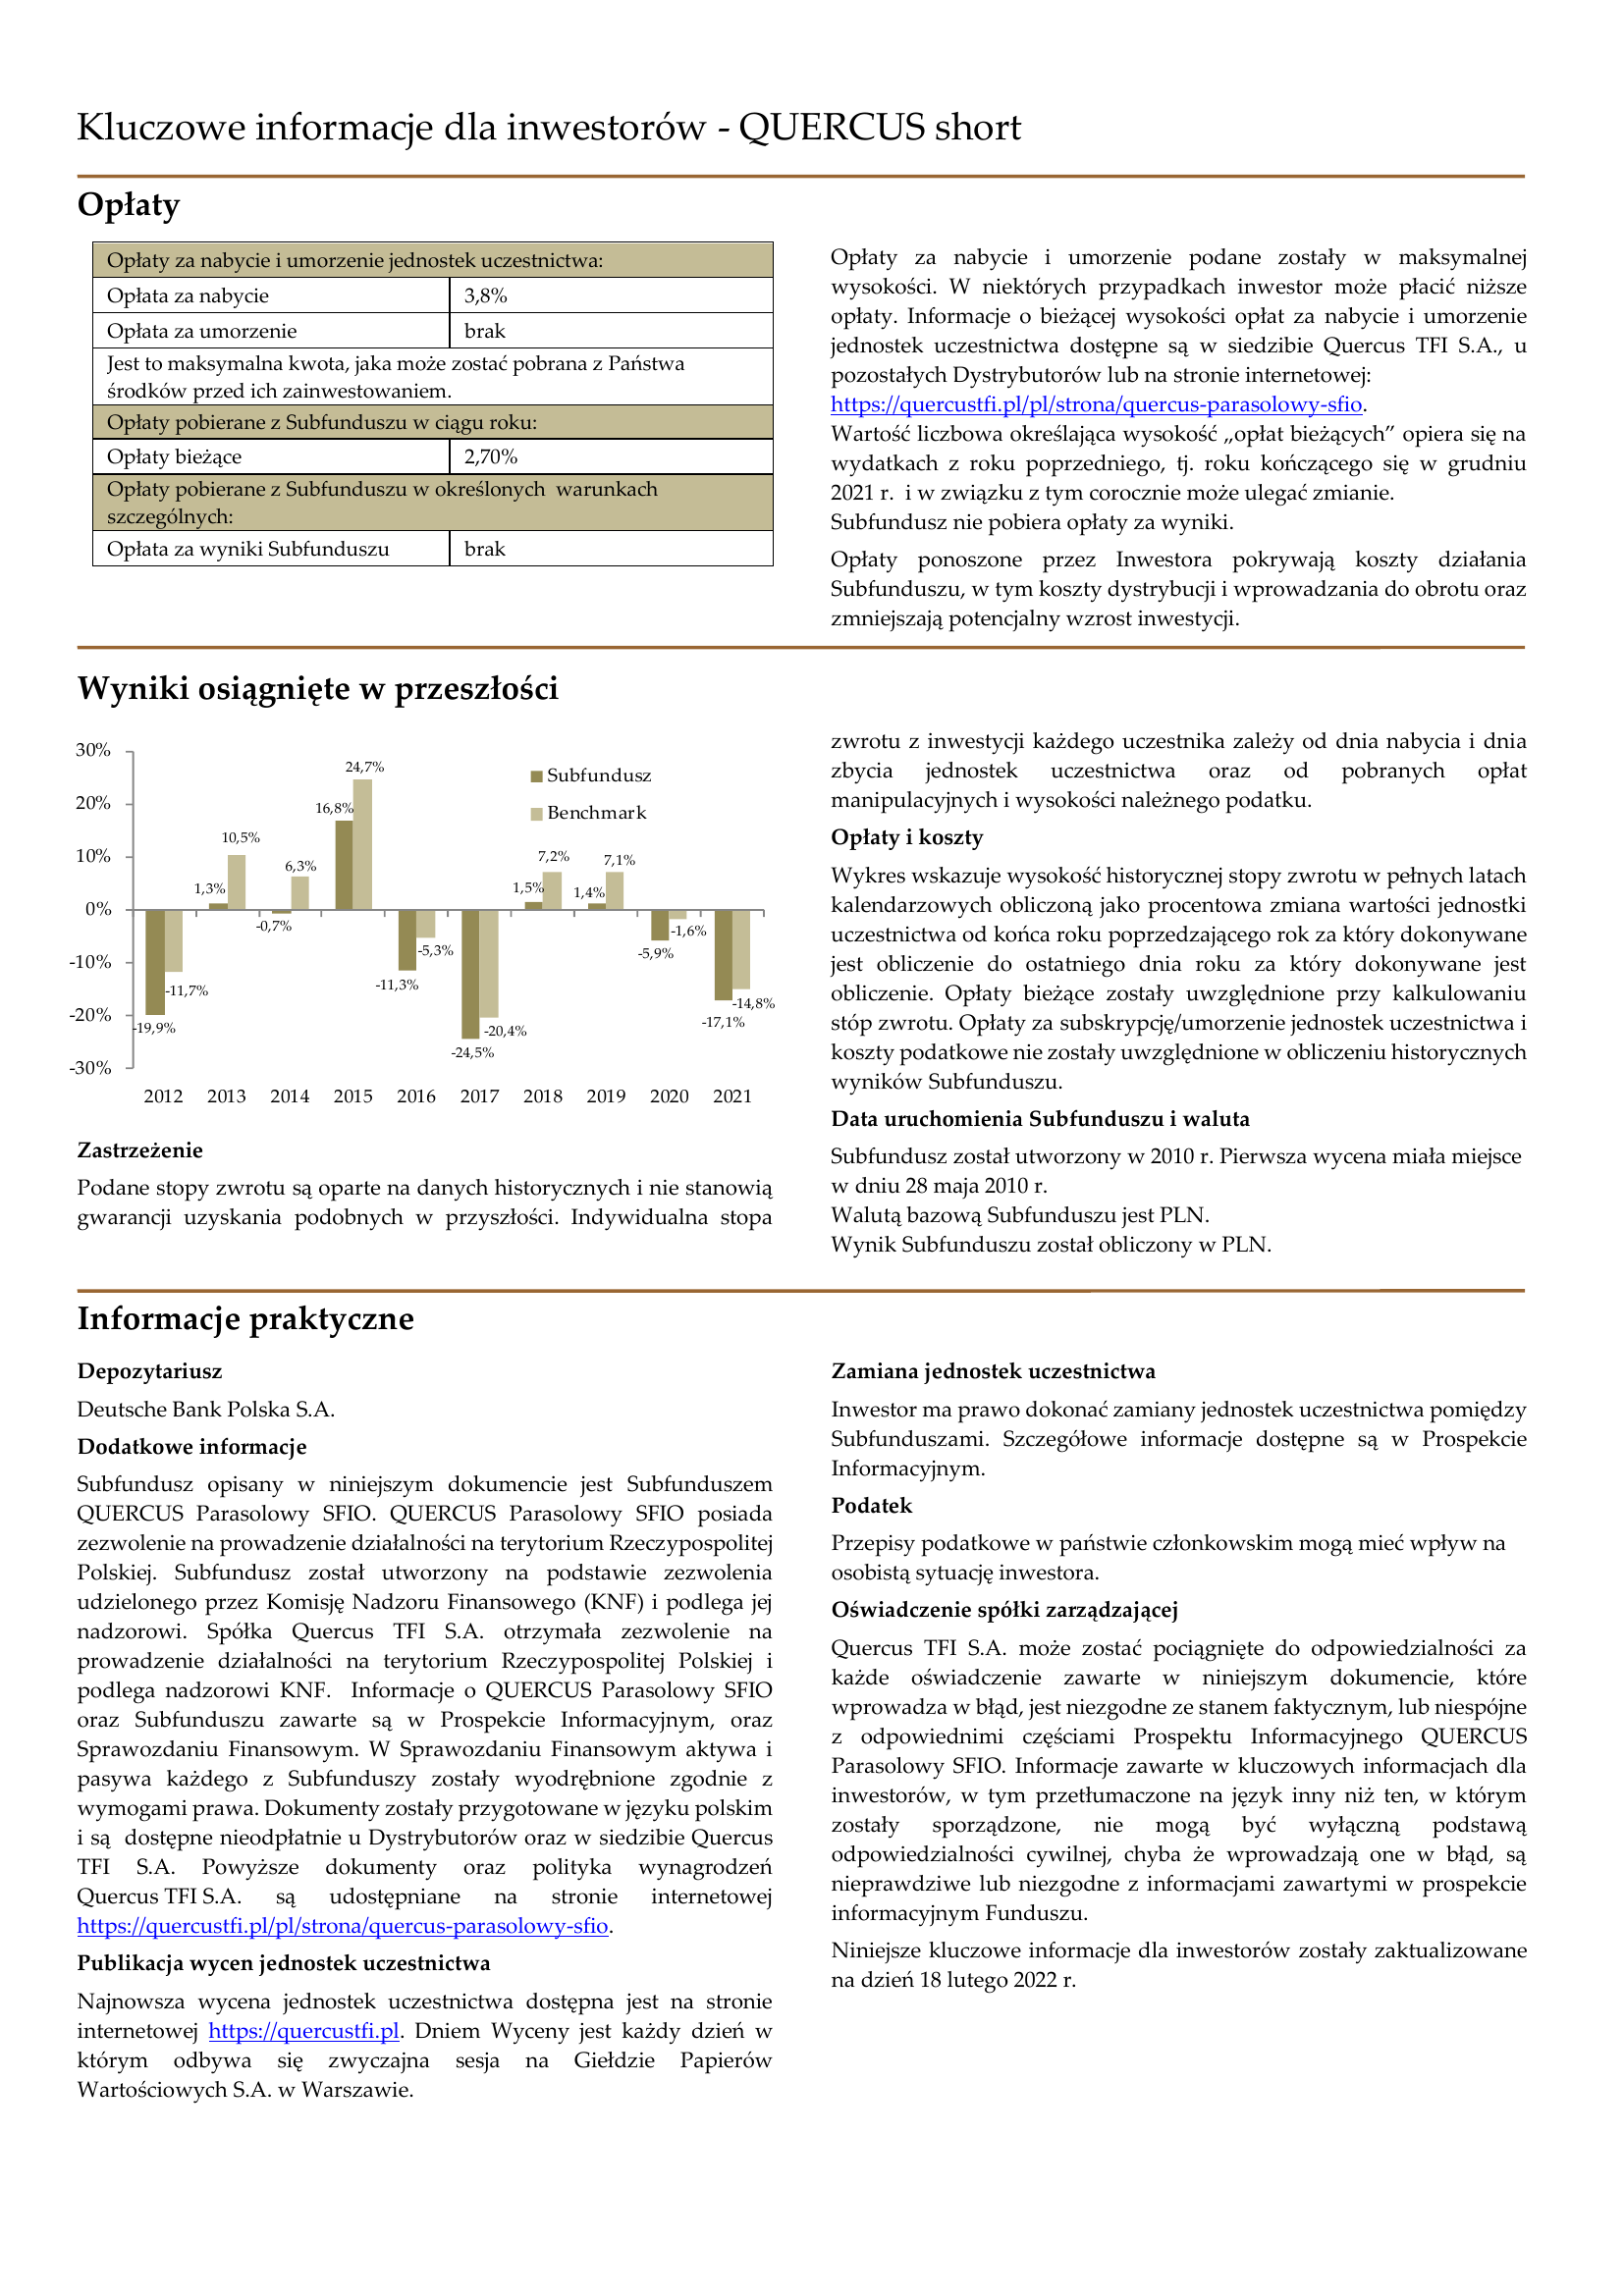 Kluczowe informacje dla inwestorów - QUERCUS short
Opłaty
Opłaty za nabycie i umorzenie jednostek uczestnictwa:
Opłata za nabycie 3,8%
Opłata za umorzenie brak
Jest to maksymalna kwota, jaka może zostać pobrana z Państwa
środków przed ich zainwestowaniem.
Opłaty pobierane z Subfunduszu w ciągu roku:
Opłaty bieżące 2,70%
Opłaty pobierane z Subfunduszu w określonych warunkach
szczególnych:
Opłata za wyniki Subfunduszu brak
Opłaty za nabycie i umorzenie podane zostały w maksymalnej
wysokości. W niektórych przypadkach inwestor może płacić niższe
opłaty. Informacje o bieżącej wysokości opłat za nabycie i umorzenie
jednostek uczestnictwa dostępne są w siedzibie Quercus TFI S.A., u
pozostałych Dystrybutorów lub na stronie internetowej:
https://quercustfi.pl/pl/strona/quercus-parasolowy-sfio.
Wartość liczbowa określająca wysokość „opłat bieżących” opiera się na
wydatkach z roku poprzedniego, tj. roku kończącego się w grudniu
2021 r. i w związku z tym corocznie może ulegać zmianie.
Subfundusz nie pobiera opłaty za wyniki.
Opłaty ponoszone przez Inwestora pokrywają koszty działania
Subfunduszu, w tym koszty dystrybucji i wprowadzania do obrotu oraz
zmniejszają potencjalny wzrost inwestycji.
Wyniki osiągnięte w przeszłości
30%
20%
10%
0%
-10%
-20%
-30%
Subfundusz
Benchmark
-19,9% -11,7%
1,3% 10,5%
-0,7% 6,3%
16,8% 24,7%
-11,3% -5,3%
-24,5% -20,4%
1,5% 7,2%
1,4% 7,1%
-5,9% -1,6%
-17,1% -14,8%
2012 2013 2014 2015 2016 2017 2018 2019 2020 2021
Zastrzeżenie
Podane stopy zwrotu są oparte na danych historycznych i nie stanowią
gwarancji uzyskania podobnych w przyszłości. Indywidualna stopa
zwrotu z inwestycji każdego uczestnika zależy od dnia nabycia i dnia
zbycia jednostek uczestnictwa oraz od pobranych opłat
manipulacyjnych i wysokości należnego podatku.
Opłaty i koszty
Wykres wskazuje wysokość historycznej stopy zwrotu w pełnych latach
kalendarzowych obliczoną jako procentowa zmiana wartości jednostki
uczestnictwa od końca roku poprzedzającego rok za który dokonywane
jest obliczenie do ostatniego dnia roku za który dokonywane jest
obliczenie. Opłaty bieżące zostały uwzględnione przy kalkulowaniu
stóp zwrotu. Opłaty za subskrypcję/umorzenie jednostek uczestnictwa i
koszty podatkowe nie zostały uwzględnione w obliczeniu historycznych
wyników Subfunduszu.
Data uruchomienia Subfunduszu i waluta
Subfundusz został utworzony w 2010 r. Pierwsza wycena miała miejsce
w dniu 28 maja 2010 r.
Walutą bazową Subfunduszu jest PLN.
Wynik Subfunduszu został obliczony w PLN.
Informacje praktyczne
Depozytariusz
Deutsche Bank Polska S.A.
Dodatkowe informacje
Subfundusz opisany w niniejszym dokumencie jest Subfunduszem
QUERCUS Parasolowy SFIO. QUERCUS Parasolowy SFIO posiada
zezwolenie na prowadzenie działalności na terytorium Rzeczypospolitej
Polskiej. Subfundusz został utworzony na podstawie zezwolenia
udzielonego przez Komisję Nadzoru Finansowego (KNF) i podlega jej
nadzorowi. Spółka Quercus TFI S.A. otrzymała zezwolenie na
prowadzenie działalności na terytorium Rzeczypospolitej Polskiej i
podlega nadzorowi KNF. Informacje o QUERCUS Parasolowy SFIO
oraz Subfunduszu zawarte są w Prospekcie Informacyjnym, oraz
Sprawozdaniu Finansowym. W Sprawozdaniu Finansowym aktywa i
pasywa każdego z Subfunduszy zostały wyodrębnione zgodnie z
wymogami prawa. Dokumenty zostały przygotowane w języku polskim
i są dostępne nieodpłatnie u Dystrybutorów oraz w siedzibie Quercus
TFI S.A. Powyższe dokumenty oraz polityka wynagrodzeń
Quercus TFI S.A. są udostępniane na stronie internetowej
https://quercustfi.pl/pl/strona/quercus-parasolowy-sfio.
Publikacja wycen jednostek uczestnictwa
Najnowsza wycena jednostek uczestnictwa dostępna jest na stronie
internetowej https://quercustfi.pl. Dniem Wyceny jest każdy dzień w
którym odbywa się zwyczajna sesja na Giełdzie Papierów
Wartościowych S.A. w Warszawie.
Zamiana jednostek uczestnictwa
Inwestor ma prawo dokonać zamiany jednostek uczestnictwa pomiędzy
Subfunduszami. Szczegółowe informacje dostępne są w Prospekcie
Informacyjnym.
Podatek
Przepisy podatkowe w państwie członkowskim mogą mieć wpływ na
osobistą sytuację inwestora.
Oświadczenie spółki zarządzającej
Quercus TFI S.A. może zostać pociągnięte do odpowiedzialności za
każde oświadczenie zawarte w niniejszym dokumencie, które
wprowadza w błąd, jest niezgodne ze stanem faktycznym, lub niespójne
z odpowiednimi częściami Prospektu Informacyjnego QUERCUS
Parasolowy SFIO. Informacje zawarte w kluczowych informacjach dla
inwestorów, w tym przetłumaczone na język inny niż ten, w którym
zostały sporządzone, nie mogą być wyłączną podstawą
odpowiedzialności cywilnej, chyba że wprowadzają one w błąd, są
nieprawdziwe lub niezgodne z informacjami zawartymi w prospekcie
informacyjnym Funduszu.
Niniejsze kluczowe informacje dla inwestorów zostały zaktualizowane
na dzień 18 lutego 2022 r.